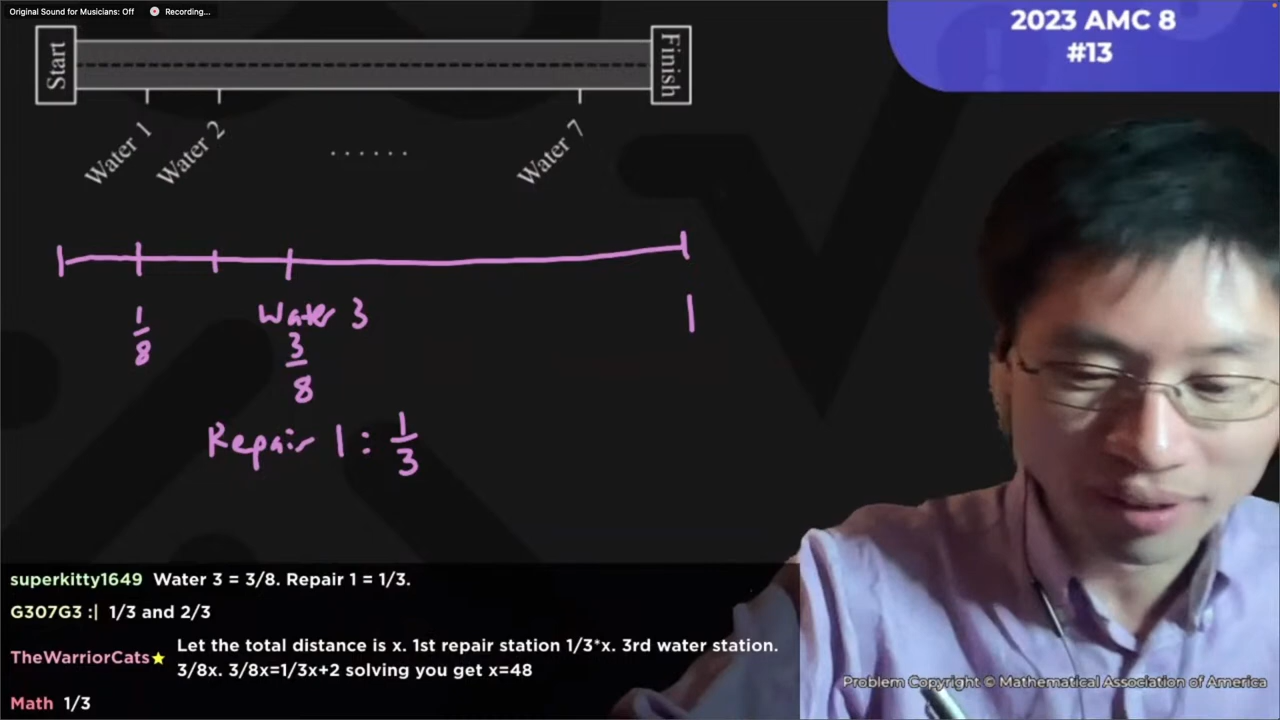 Original Sound for Musicians: Off Recording...
2023 AMC 8
#13
Start
Finish
Water 1
Water 2
......
Water 7
1
8
Water 3
3
8
1
Repair 1 : 1
3
superkitty1649 Water 3 = 3/8. Repair 1 = 1/3.
G307G3 :| 1/3 and 2/3
TheWarriorCats Let the total distance is x. 1st repair station 1/3*x. 3rd water station.
3/8x. 3/8x=1/3x+2 solving you get x=48
Math 1/3
Problem Copyright © Mathematical Association of America